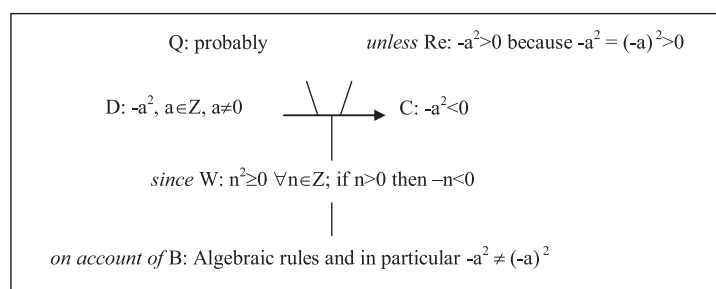 Q: probably unless Re: -a²>0 because -a² = (-a)²>0
D: -a², a∈Z, a≠0 C: -a²<0
since W: n²≥0 ∀n∈Z; if n>0 then –n<0
on account of B: Algebraic rules and in particular -a² ≠ (-a)²